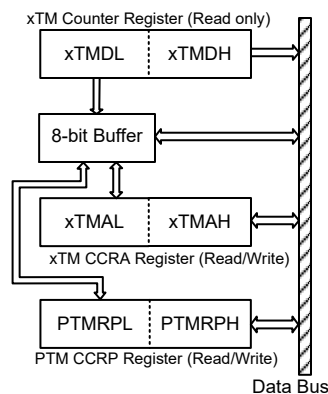 xTM Counter Register (Read only)
xTMDL xTMDH
8-bit Buffer
xTMAL xTMAH
xTM CCRA Register (Read/Write)
PTMRPL PTMRPH
PTM CCRP Register (Read/Write)
Data Bus